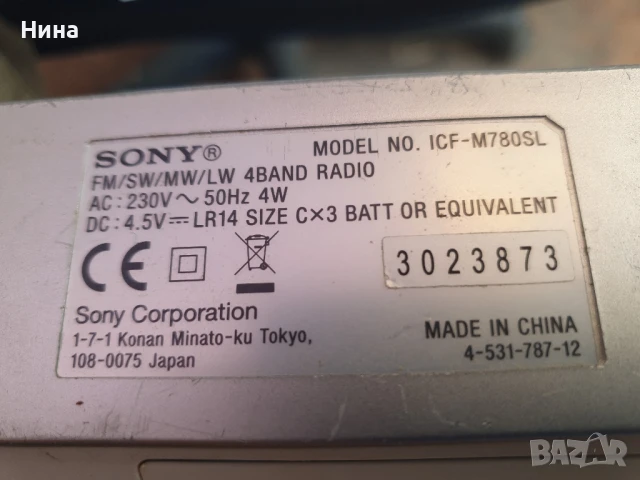 Нина
SONY® MODEL NO. ICF-M780SL
FM/SW/MW/LW 4BAND RADIO
AC : 230V ∼ 50Hz 4W
DC : 4.5V ⎓ LR14 SIZE C×3 BATT OR EQUIVALENT
CE
3023873
Sony Corporation
1-7-1 Konan Minato-ku Tokyo,
108-0075 Japan
MADE IN CHINA
4-531-787-12
BAZAR